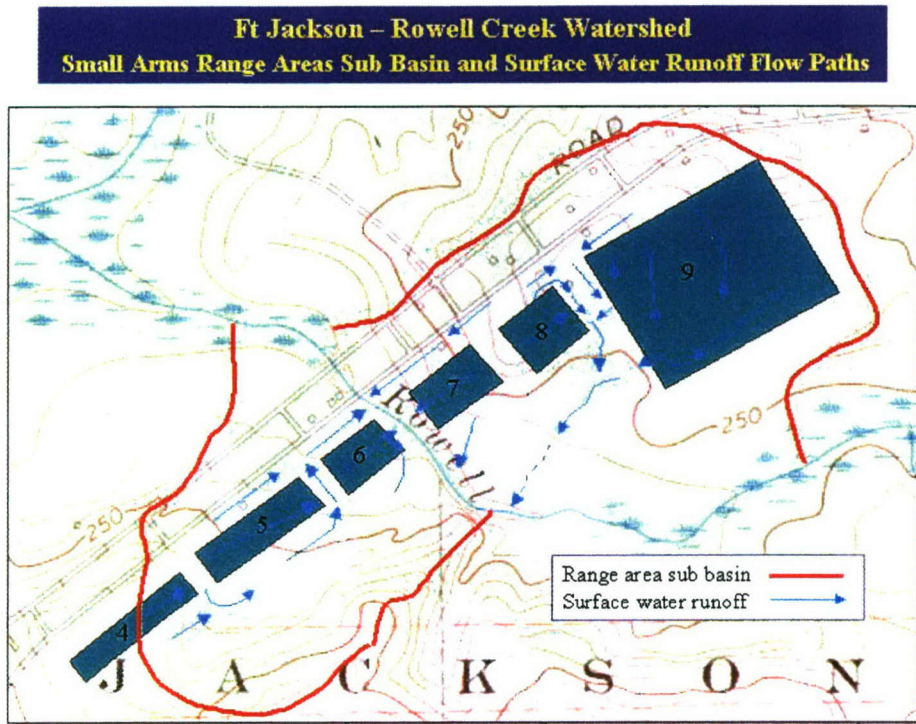 Ft Jackson – Rowell Creek Watershed
Small Arms Range Areas Sub Basin and Surface Water Runoff Flow Paths
250
ROAD
9
8
7
Rowell
6
250
5
250
4
Range area sub basin
Surface water runoff
J A C K S O N